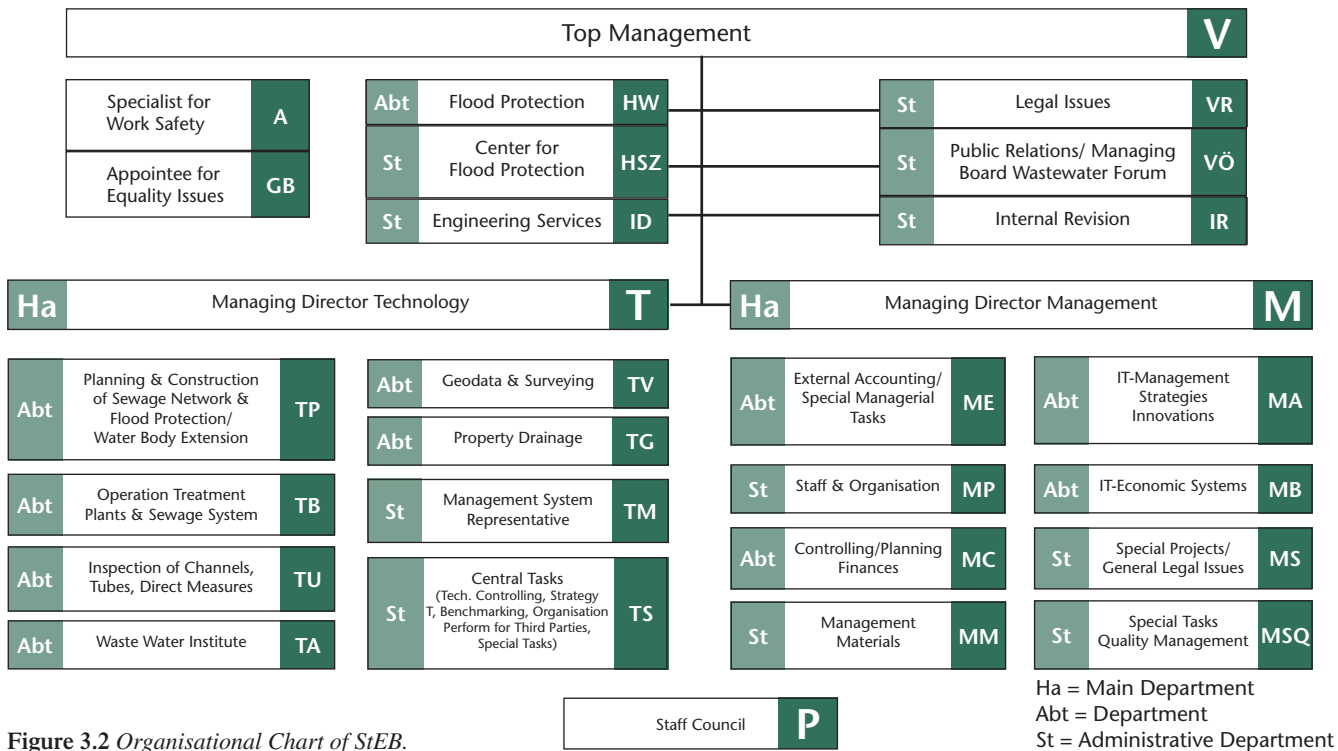 Top Management
V
Specialist for
Work Safety
A
Appointee for
Equality Issues
GB
Abt
Flood Protection
HW
St
Center for
Flood Protection
HSZ
St
Engineering Services
ID
St
Legal Issues
VR
St
Public Relations/ Managing
Board Wastewater Forum
VÖ
St
Internal Revision
IR
Ha
Managing Director Technology
T
Ha
Managing Director Management
M
Abt
Planning & Construction
of Sewage Network &
Flood Protection/
Water Body Extension
TP
Abt
Operation Treatment
Plants & Sewage System
TB
Abt
Inspection of Channels,
Tubes, Direct Measures
TU
Abt
Waste Water Institute
TA
Abt
Geodata & Surveying
TV
Abt
Property Drainage
TG
St
Management System
Representative
TM
St
Central Tasks
(Tech. Controlling, Strategy
T, Benchmarking, Organisation
Perform for Third Parties,
Special Tasks)
TS
Abt
External Accounting/
Special Managerial
Tasks
ME
St
Staff & Organisation
MP
Abt
Controlling/Planning
Finances
MC
St
Management
Materials
MM
Abt
IT-Management
Strategies
Innovations
MA
Abt
IT-Economic Systems
MB
St
Special Projects/
General Legal Issues
MS
St
Special Tasks
Quality Management
MSQ
Staff Council
P
Ha = Main Department
Abt = Department
St = Administrative Department
Figure 3.2 Organisational Chart of StEB.